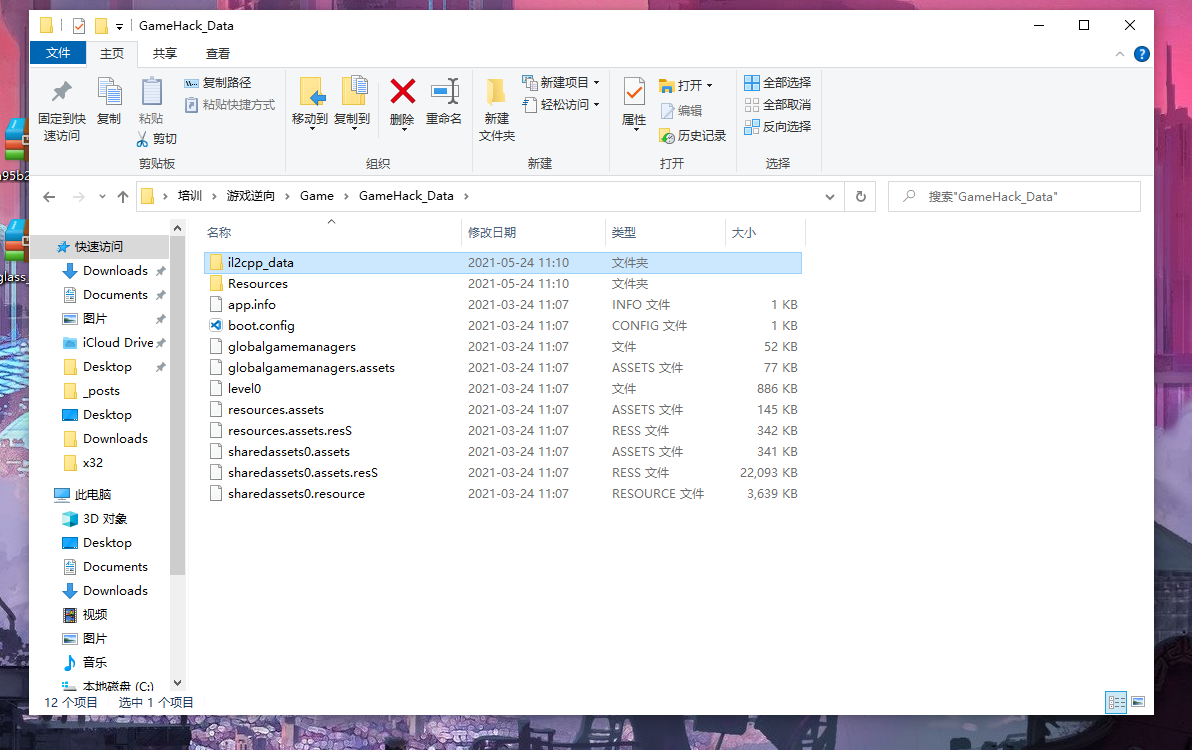 GameHack_Data
文件 主页 共享 查看
固定到快
速访问
复制
粘贴
复制路径
粘贴快捷方式
剪切
剪贴板
移动到 复制到 删除 重命名
组织
新建
文件夹
新建项目
轻松访问
新建
属性
打开
编辑
历史记录
打开
全部选择
全部取消
反向选择
选择
培训 游戏逆向 Game GameHack_Data
搜索"GameHack_Data"
快速访问
Downloads
Documents
图片
iCloud Drive
Desktop
_posts
Desktop
Downloads
x32
此电脑
3D 对象
Desktop
Documents
Downloads
视频
图片
音乐
本地磁盘 (C:)
名称 修改日期 类型 大小
il2cpp_data 2021-05-24 11:10 文件夹
Resources 2021-05-24 11:10 文件夹
app.info 2021-03-24 11:07 INFO 文件 1 KB
boot.config 2021-03-24 11:07 CONFIG 文件 1 KB
globalgamemanagers 2021-03-24 11:07 文件 52 KB
globalgamemanagers.assets 2021-03-24 11:07 ASSETS 文件 77 KB
level0 2021-03-24 11:07 文件 886 KB
resources.assets 2021-03-24 11:07 ASSETS 文件 145 KB
resources.assets.resS 2021-03-24 11:07 RESS 文件 342 KB
sharedassets0.assets 2021-03-24 11:07 ASSETS 文件 341 KB
sharedassets0.assets.resS 2021-03-24 11:07 RESS 文件 22,093 KB
sharedassets0.resource 2021-03-24 11:07 RESOURCE 文件 3,639 KB
12 个项目 选中 1 个项目